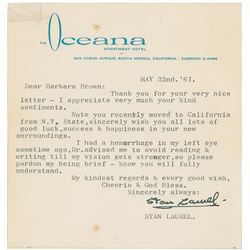 THE Oceana
APARTMENT HOTEL
849 OCEAN AVENUE, SANTA MONICA, CALIFORNIA · EXBROOK 3-0486
MAY 22nd.'61.
Dear Barbara Brown:
Thank you for your very nice
letter - I appreciate very much your kind
sentiments.
Note you recently moved to California
from N.Y. State,sincerely wish you all lots of
good luck,success & happiness in your new
surroundings.
I had a hemorrhage in my left eye
sometime ago,Dr.advised me to avoid reading &
writing till my vision gets stronger,so please
pardon my being brief - know you will fully
understand.
My kindest regards & every good wish,
Cheerio & God Bless.
Sincerely always:
Stan Laurel.
STAN LAUREL.